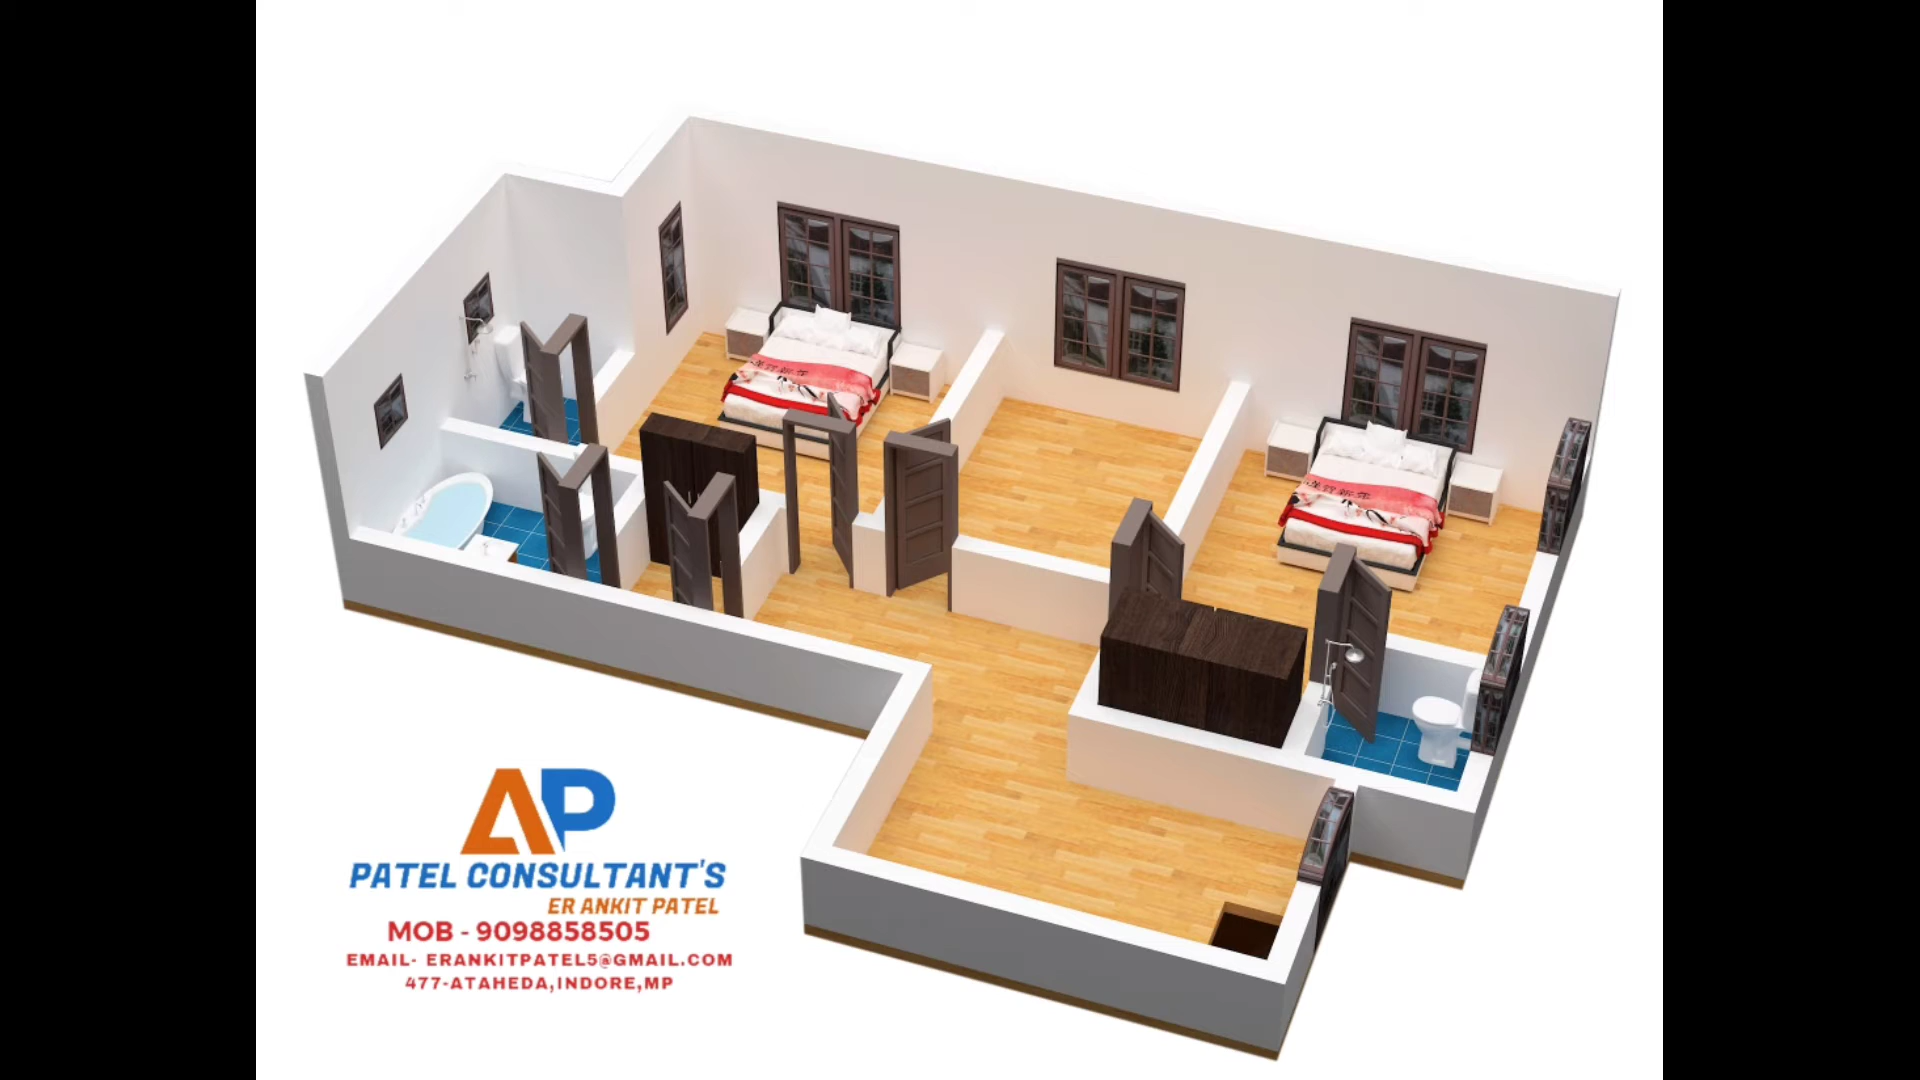 AP
PATEL CONSULTANT'S
ER ANKIT PATEL
MOB - 9098858505
EMAIL- ERANKITPATEL5@GMAIL.COM
477-ATAHEDA,INDORE,MP